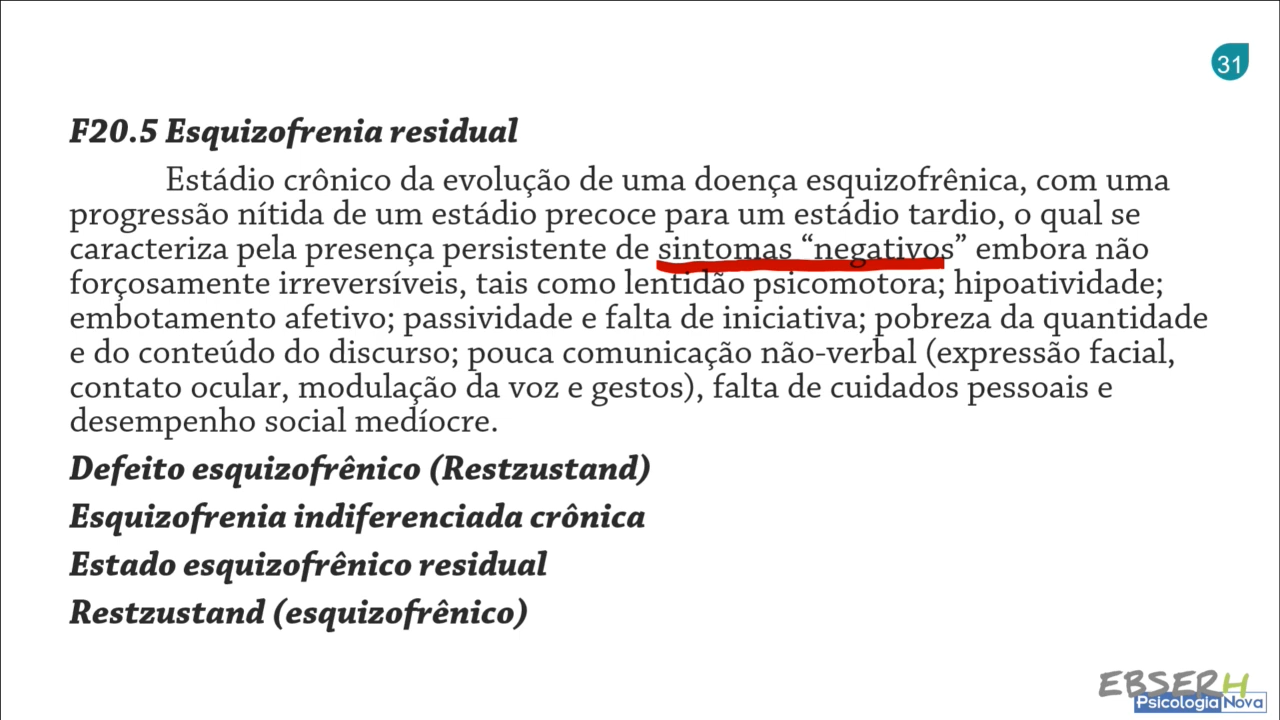 31
F20.5 Esquizofrenia residual
Estádio crônico da evolução de uma doença esquizofrênica, com uma
progressão nítida de um estádio precoce para um estádio tardio, o qual se
caracteriza pela presença persistente de sintomas “negativos” embora não
forçosamente irreversíveis, tais como lentidão psicomotora; hipoatividade;
embotamento afetivo; passividade e falta de iniciativa; pobreza da quantidade
e do conteúdo do discurso; pouca comunicação não-verbal (expressão facial,
contato ocular, modulação da voz e gestos), falta de cuidados pessoais e
desempenho social medíocre.
Defeito esquizofrênico (Restzustand)
Esquizofrenia indiferenciada crônica
Estado esquizofrênico residual
Restzustand (esquizofrênico)
EBSERH
Psicologia Nova